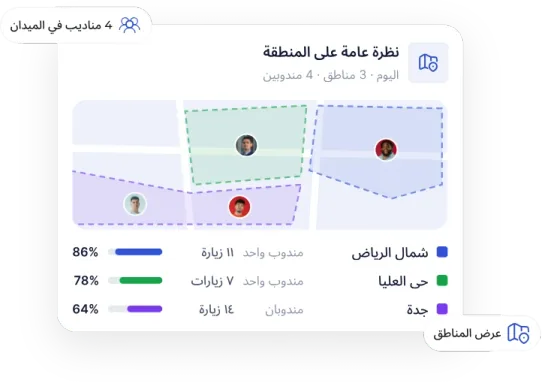 4 مناديب في الميدان
نظرة عامة على المنطقة
اليوم · 3 مناطق · 4 مندوبين
شمال الرياض مندوب واحد ١١ زيارة 86%
حى العليا مندوب واحد ٧ زيارات 78%
جدة مندوبان ١٤ زيارة 64%
عرض المناطق